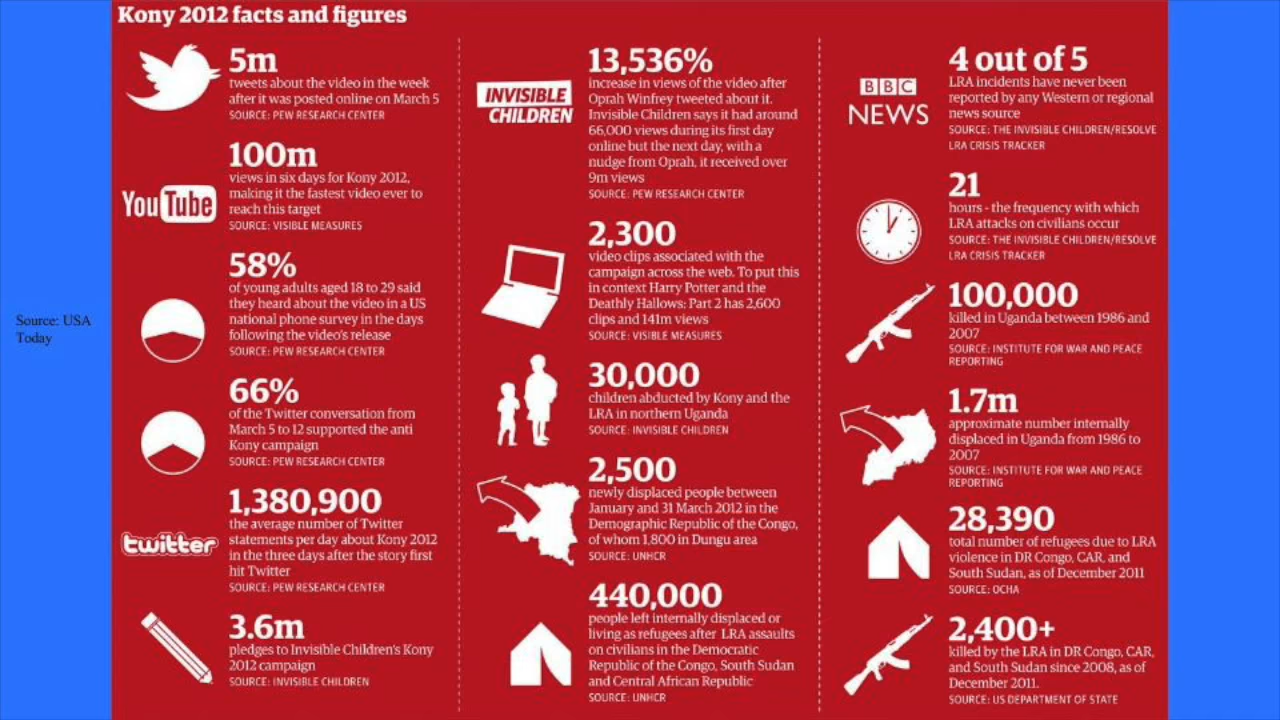 Kony 2012 facts and figures
5m
tweets about the video in the week
after it was posted online on March 5
SOURCE: PEW RESEARCH CENTER
100m
views in six days for Kony 2012,
making it the fastest video ever to
reach this target
SOURCE: VISIBLE MEASURES
You Tube
58%
of young adults aged 18 to 29 said
they heard about the video in a US
national phone survey in the days
following the video's release
SOURCE: PEW RESEARCH CENTER
66%
of the Twitter conversation from
March 5 to 12 supported the anti
Kony campaign
SOURCE: PEW RESEARCH CENTER
1,380,900
the average number of Twitter
statements per day about Kony 2012
in the three days after the story first
hit Twitter
SOURCE: PEW RESEARCH CENTER
twitter
3.6m
pledges to Invisible Children's Kony
2012 campaign
SOURCE: INVISIBLE CHILDREN
INVISIBLE
CHILDREN
13,536%
increase in views of the video after
Oprah Winfrey tweeted about it.
Invisible Children says it had around
66,000 views during its first day
online but the next day, with a
nudge from Oprah, it received over
9m views
SOURCE: PEW RESEARCH CENTER
2,300
video clips associated with the
campaign across the web. To put this
in context Harry Potter and the
Deathly Hallows: Part 2 has 2,600
clips and 141m views
SOURCE: VISIBLE MEASURES
30,000
children abducted by Kony and the
LRA in northern Uganda
SOURCE: INVISIBLE CHILDREN
2,500
newly displaced people between
January and 31 March 2012 in the
Demographic Republic of the Congo,
of whom 1,800 in Dungu area
SOURCE: UNHCR
440,000
people left internally displaced or
living as refugees after LRA assaults
on civilians in the Democratic
Republic of the Congo, South Sudan
and Central African Republic
SOURCE: UNHCR
BBC
NEWS
4 out of 5
LRA incidents have never been
reported by any Western or regional
news source
SOURCE: THE INVISIBLE CHILDREN/RESOLVE
LRA CRISIS TRACKER
21
hours - the frequency with which
LRA attacks on civilians occur
SOURCE: THE INVISIBLE CHILDREN/RESOLVE
LRA CRISIS TRACKER
100,000
killed in Uganda between 1986 and
2007
SOURCE: INSTITUTE FOR WAR AND PEACE
REPORTING
1.7m
approximate number internally
displaced in Uganda from 1986 to
2007
SOURCE: INSTITUTE FOR WAR AND PEACE
REPORTING
28,390
total number of refugees due to LRA
violence in DR Congo, CAR, and
South Sudan, as of December 2011
SOURCE: OCHA
2,400+
killed by the LRA in DR Congo, CAR,
and South Sudan since 2008, as of
December 2011.
SOURCE: US DEPARTMENT OF STATE
Source: USA
Today